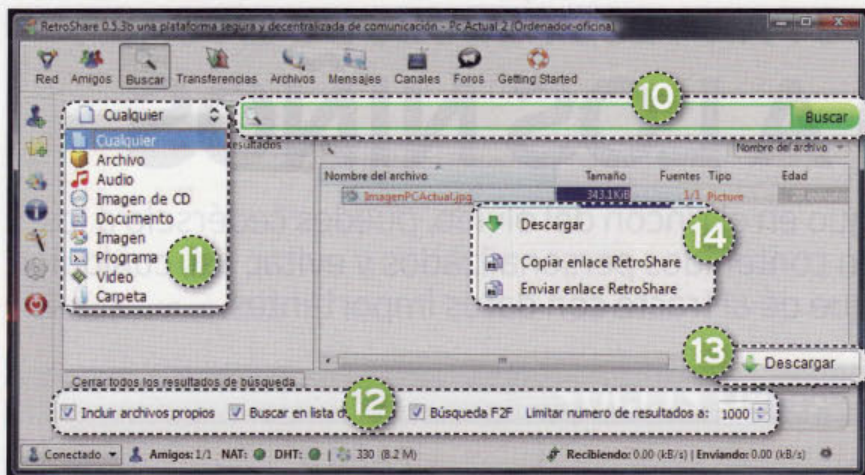 RetroShare 0.5.3b una plataforma segura y decentralizada de comunicación - Pc Actual 2 (Ordenador-oficina)
Red Amigos Buscar Transferencias Archivos Mensajes Canales Foros Getting Started
10
Cualquier
Buscar
Cualquier
Archivo
Audio
Imagen de CD
Documento
Imagen
Programa
Video
Carpeta
11
Nombre del archivo
Nombre del archivo Tamaño Fuentes Tipo Edad
ImagenPCActual.jpg 343.1KiB 1/1 Picture
Descargar
Copiar enlace RetroShare
Enviar enlace RetroShare
14
13
Descargar
Cerrar todos los resultados de búsqueda
12
Incluir archivos propios Buscar en lista Búsqueda F2F Limitar numero de resultados a: 1000
Conectado Amigos: 1/1 NAT: DHT: | 330 (8.2 M) Recibiendo: 0.00 (kB/s) | Enviando: 0.00 (kB/s)